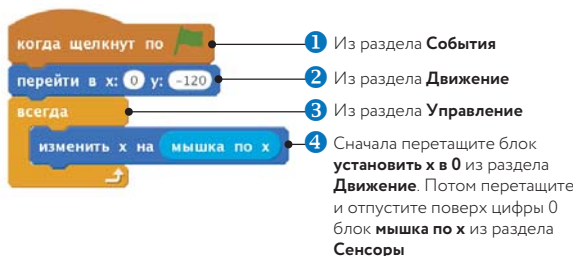 когда щелкнут по
1 Из раздела События
перейти в x: 0 y: -120
2 Из раздела Движение
всегда
3 Из раздела Управление
изменить x на мышка по x
4 Сначала перетащите блок
установить x в 0 из раздела
Движение. Потом перетащите
и отпустите поверх цифры 0
блок мышка по x из раздела
Сенсоры